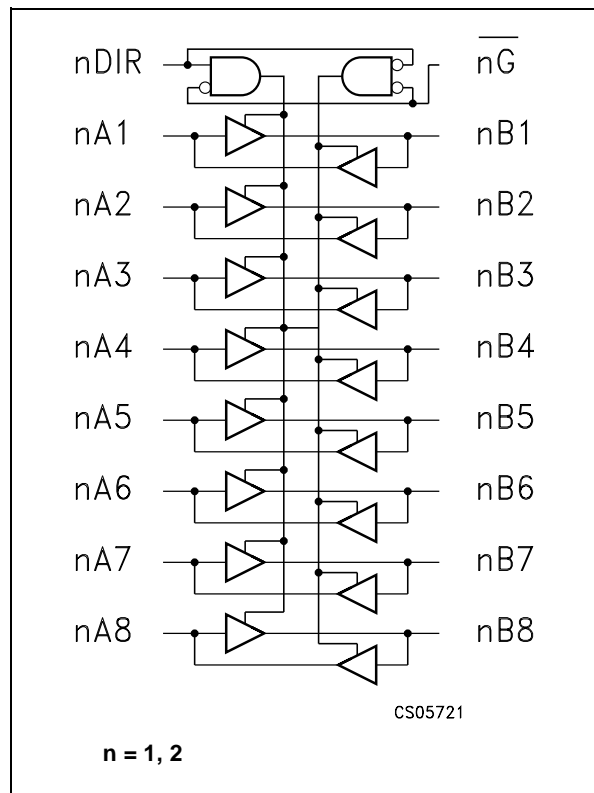 nDIR nG̅
nA1 nB1
nA2 nB2
nA3 nB3
nA4 nB4
nA5 nB5
nA6 nB6
nA7 nB7
nA8 nB8
CS05721
n = 1, 2